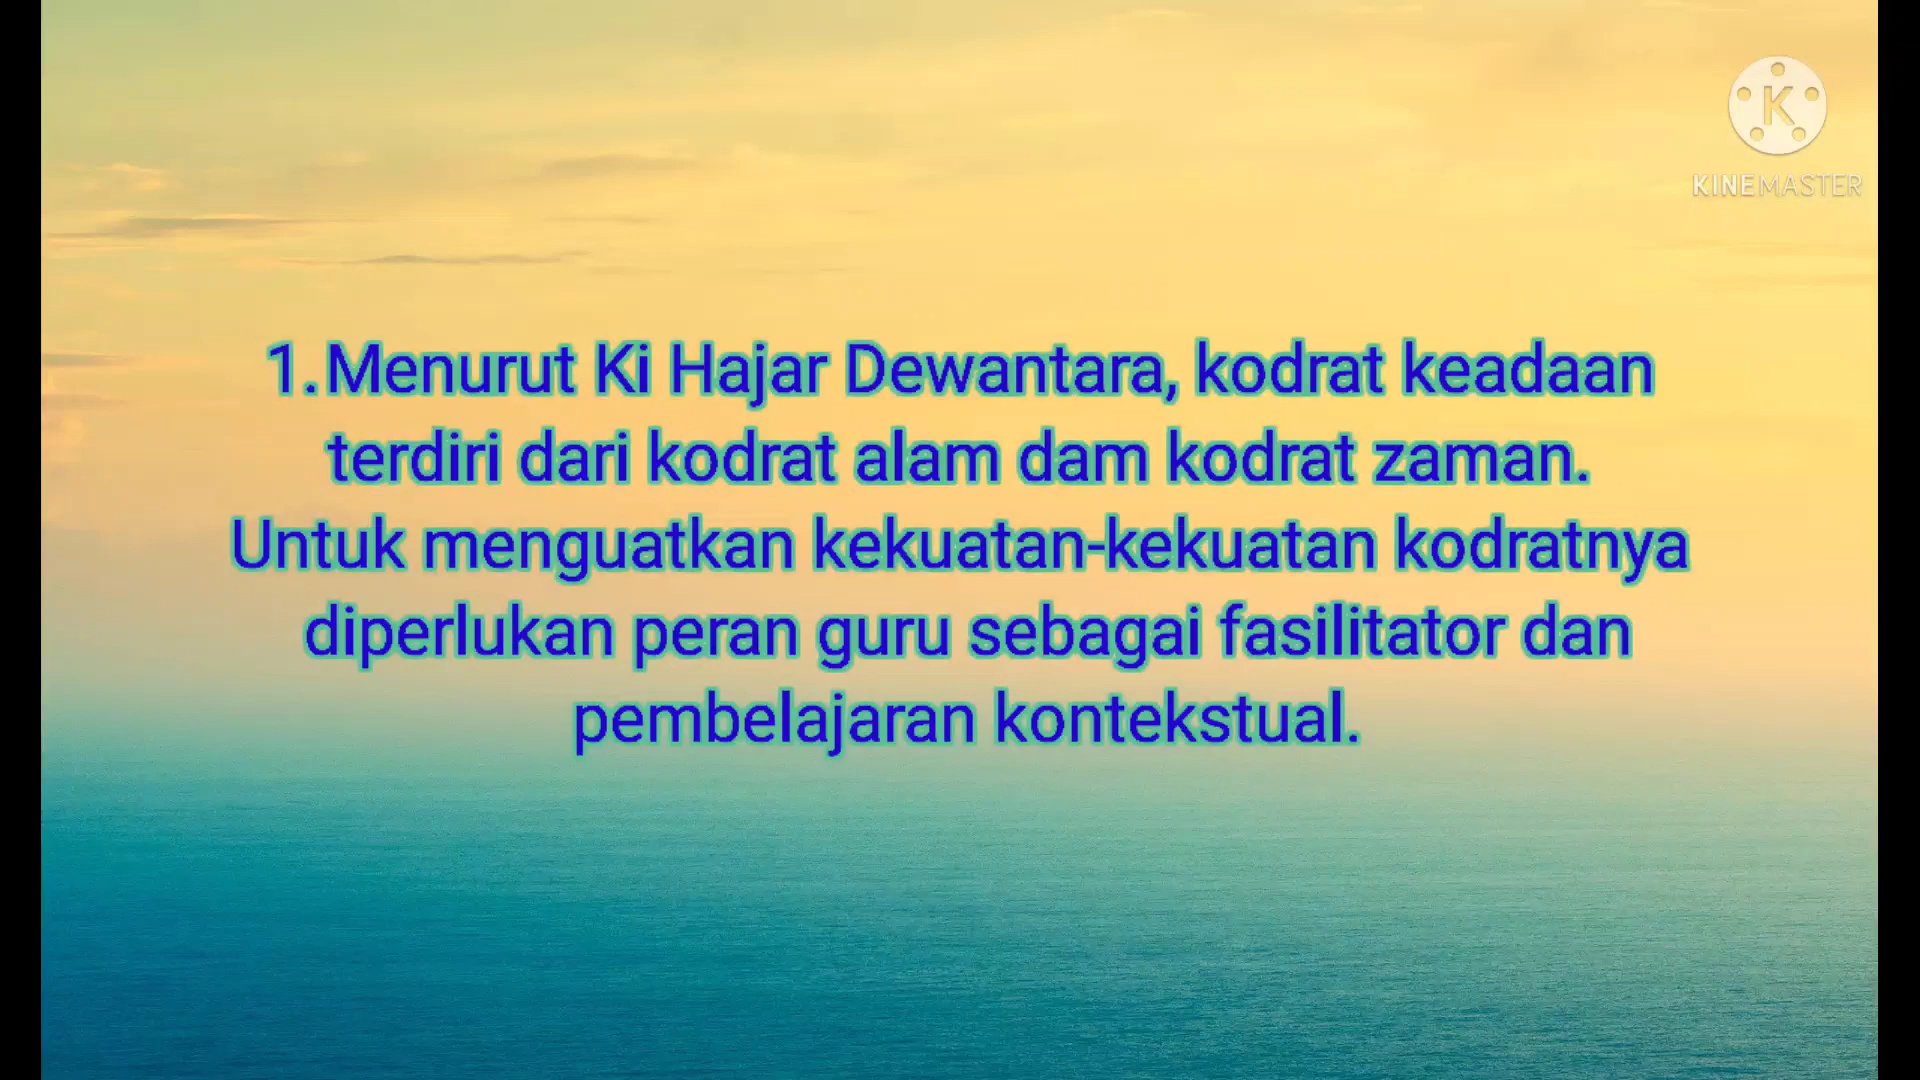 K
KINEMASTER
1.Menurut Ki Hajar Dewantara, kodrat keadaan
terdiri dari kodrat alam dam kodrat zaman.
Untuk menguatkan kekuatan-kekuatan kodratnya
diperlukan peran guru sebagai fasilitator dan
pembelajaran kontekstual.